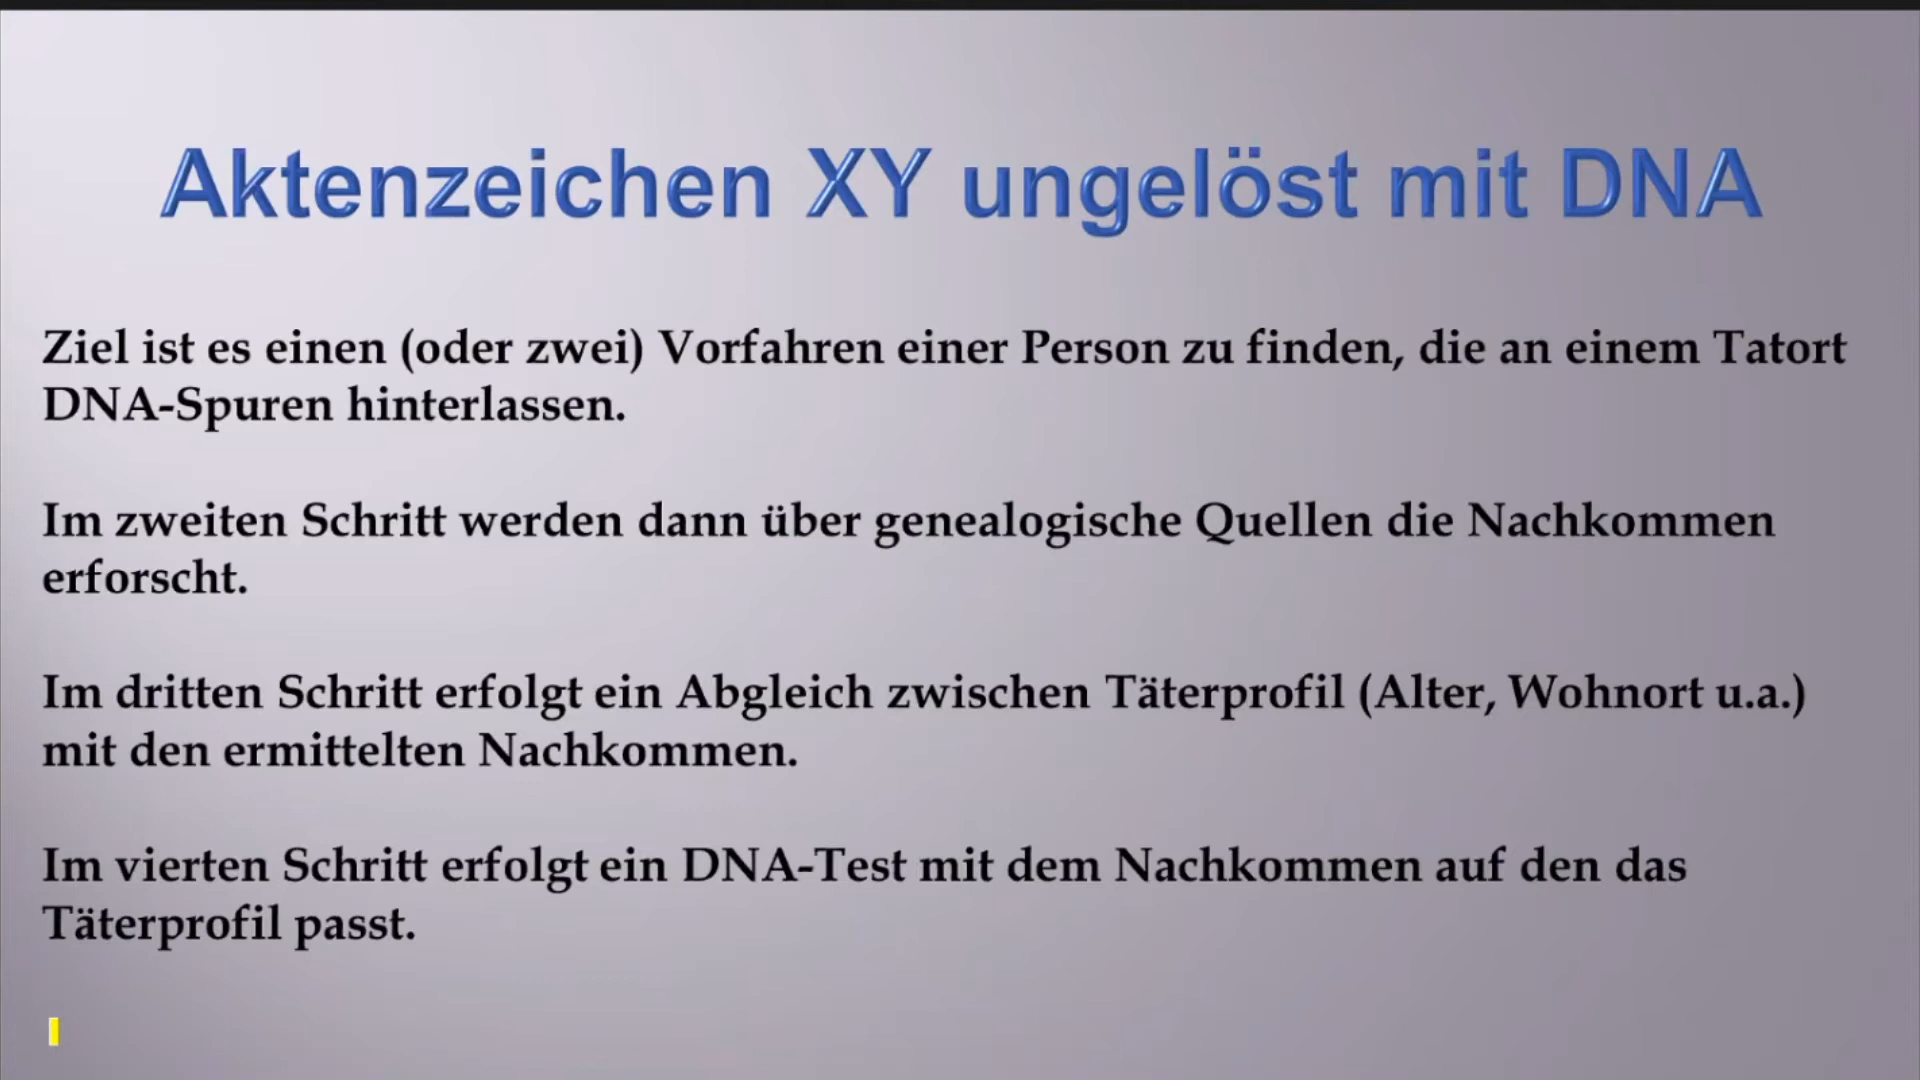 Aktenzeichen XY ungelöst mit DNA
Ziel ist es einen (oder zwei) Vorfahren einer Person zu finden, die an einem Tatort
DNA-Spuren hinterlassen.
Im zweiten Schritt werden dann über genealogische Quellen die Nachkommen
erforscht.
Im dritten Schritt erfolgt ein Abgleich zwischen Täterprofil (Alter, Wohnort u.a.)
mit den ermittelten Nachkommen.
Im vierten Schritt erfolgt ein DNA-Test mit dem Nachkommen auf den das
Täterprofil passt.